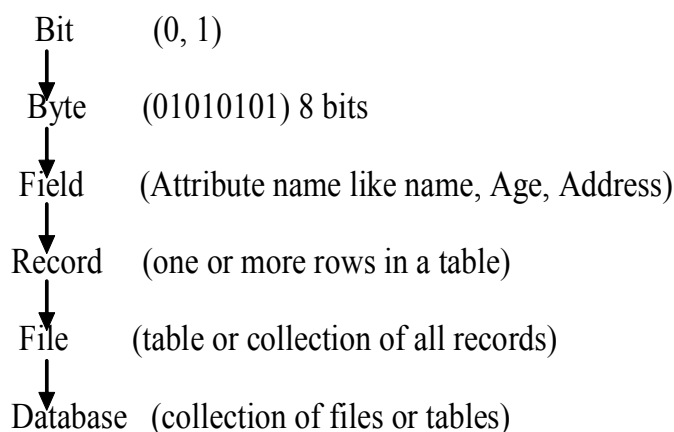 Bit (0, 1)
Byte (01010101) 8 bits
Field (Attribute name like name, Age, Address)
Record (one or more rows in a table)
File (table or collection of all records)
Database (collection of files or tables)